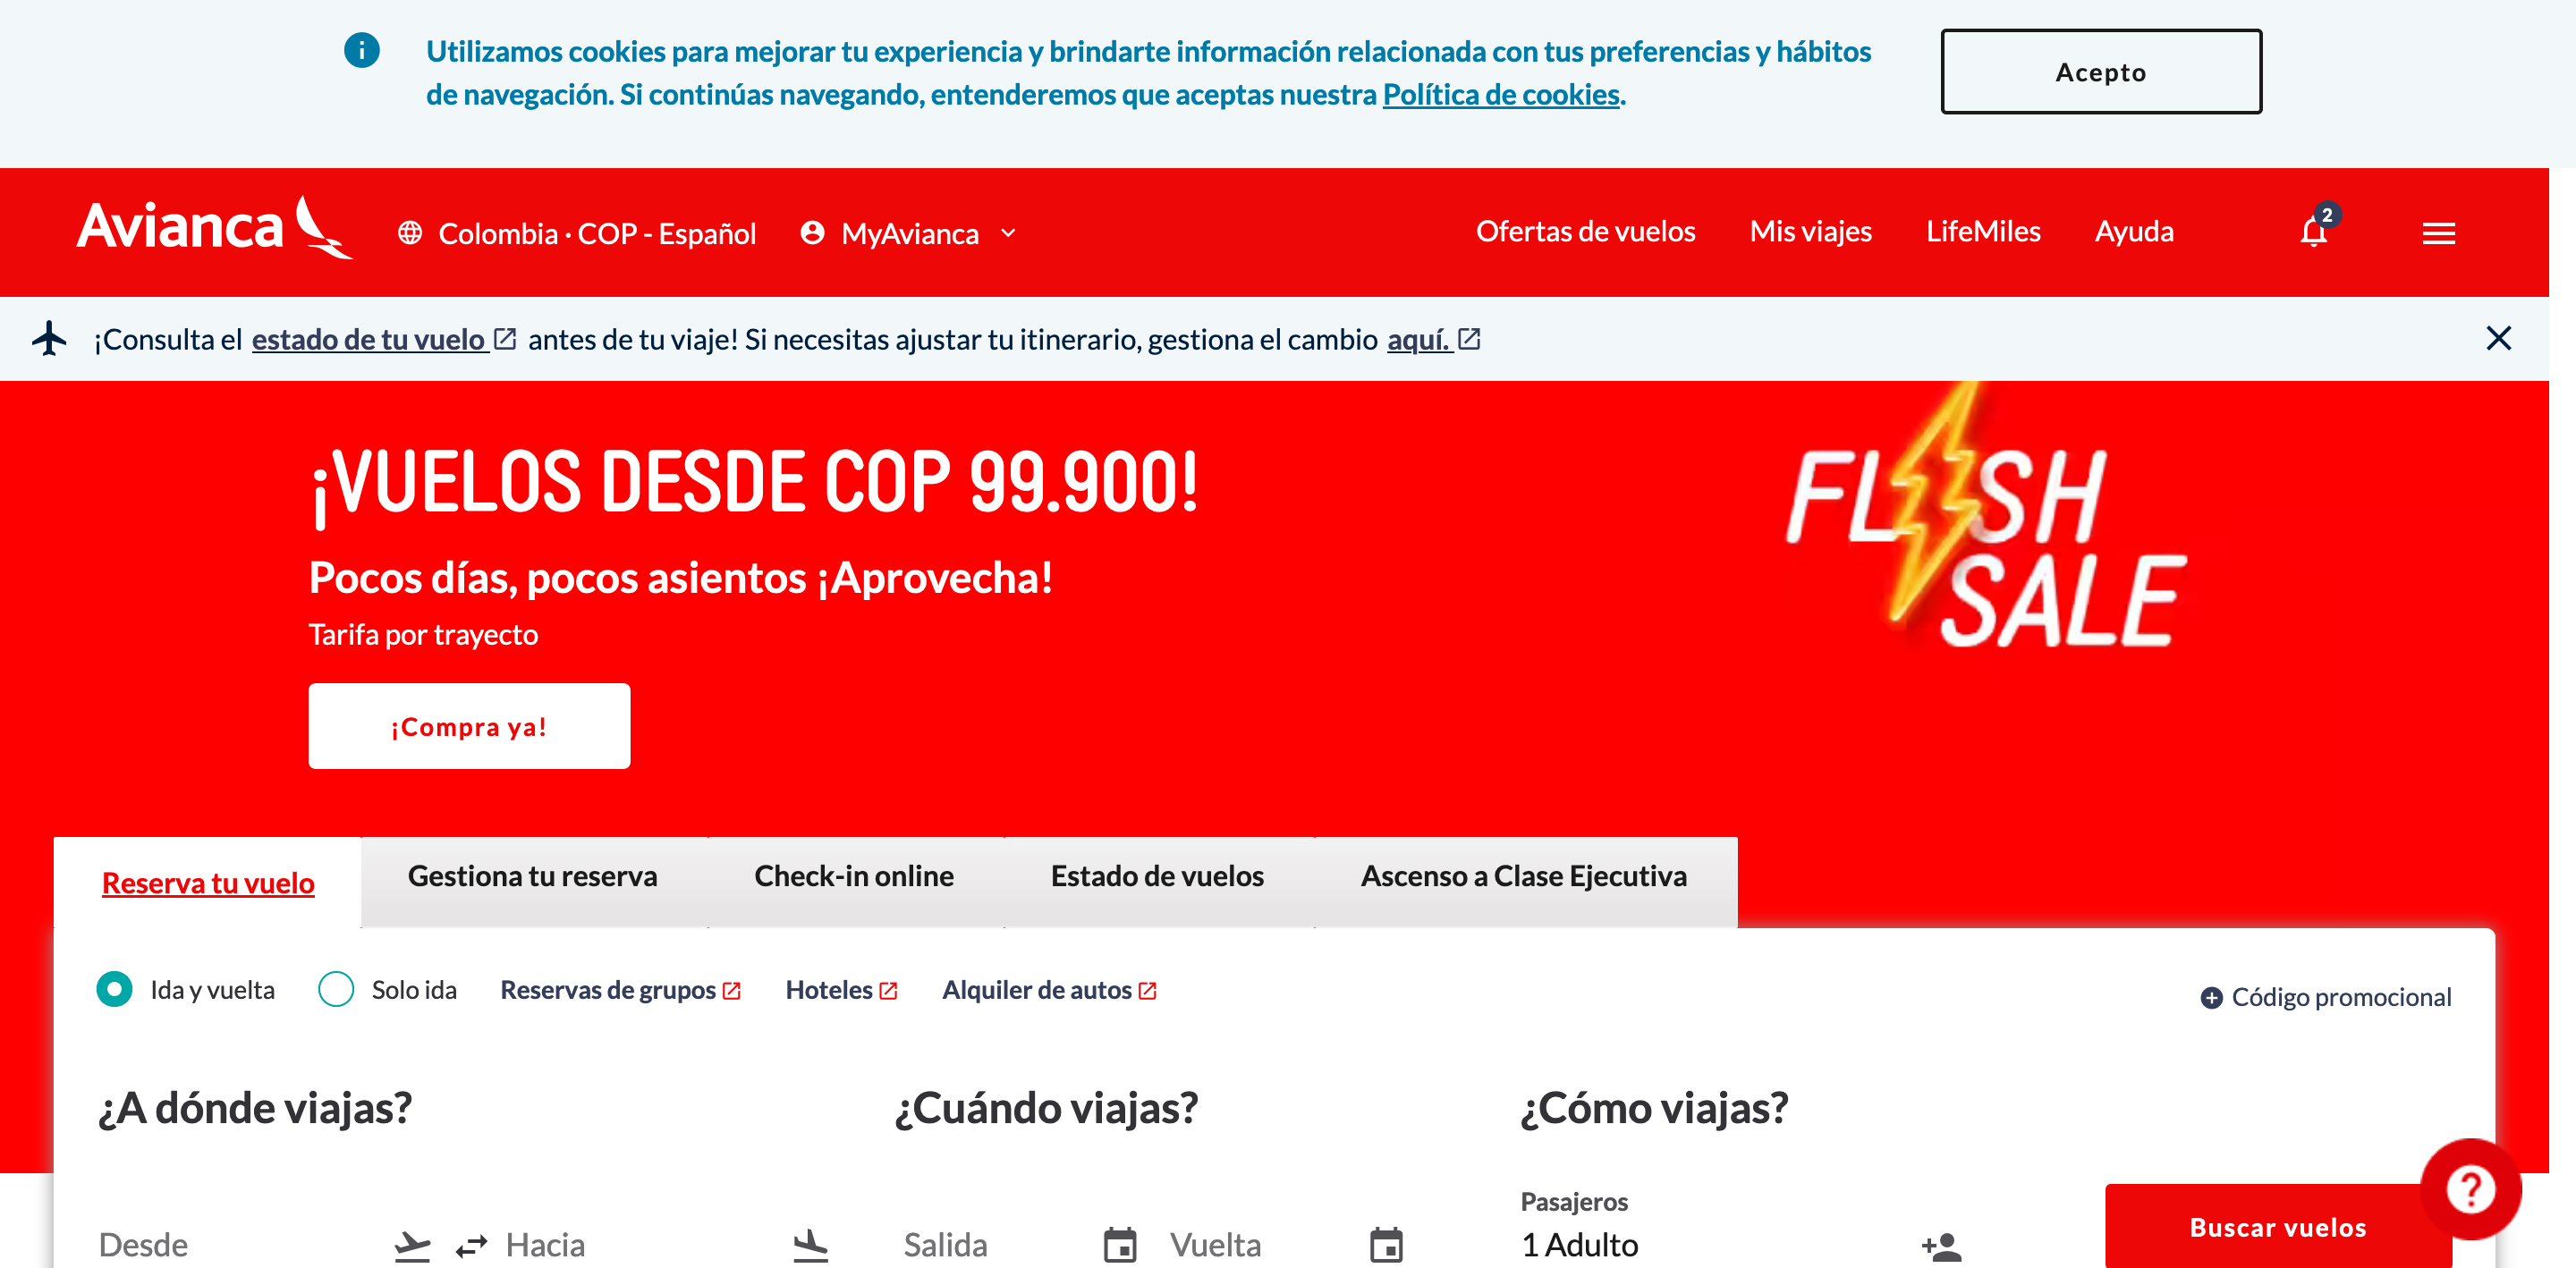 Utilizamos cookies para mejorar tu experiencia y brindarte información relacionada con tus preferencias y hábitos
de navegación. Si continúas navegando, entenderemos que aceptas nuestra Política de cookies.
Acepto
Avianca
Colombia · COP - Español
MyAvianca
Ofertas de vuelos
Mis viajes
LifeMiles
Ayuda
2
¡Consulta el estado de tu vuelo antes de tu viaje! Si necesitas ajustar tu itinerario, gestiona el cambio aquí.
¡VUELOS DESDE COP 99.900!
Pocos días, pocos asientos ¡Aprovecha!
Tarifa por trayecto
¡Compra ya!
FLASH
SALE
Reserva tu vuelo
Gestiona tu reserva
Check-in online
Estado de vuelos
Ascenso a Clase Ejecutiva
Ida y vuelta
Solo ida
Reservas de grupos
Hoteles
Alquiler de autos
Código promocional
¿A dónde viajas?
¿Cuándo viajas?
¿Cómo viajas?
Desde
Hacia
Salida
Vuelta
Pasajeros
1 Adulto
Buscar vuelos